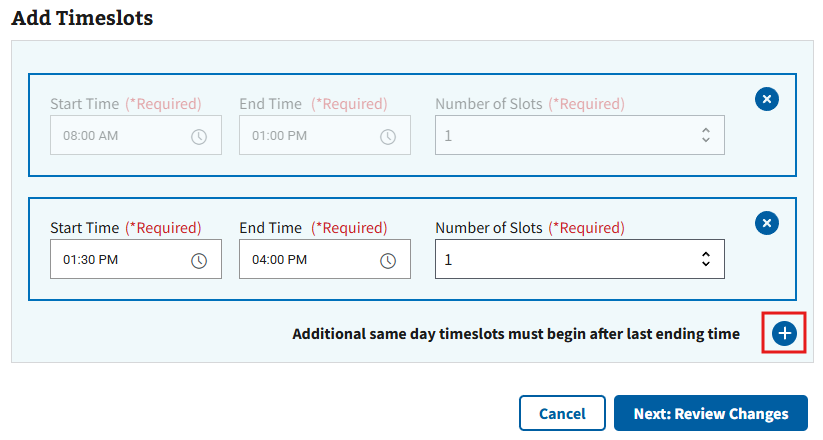 Add Timeslots
Start Time (*Required) End Time (*Required) Number of Slots (*Required)
08:00 AM 01:00 PM 1
Start Time (*Required) End Time (*Required) Number of Slots (*Required)
01:30 PM 04:00 PM 1
Additional same day timeslots must begin after last ending time
Cancel Next: Review Changes